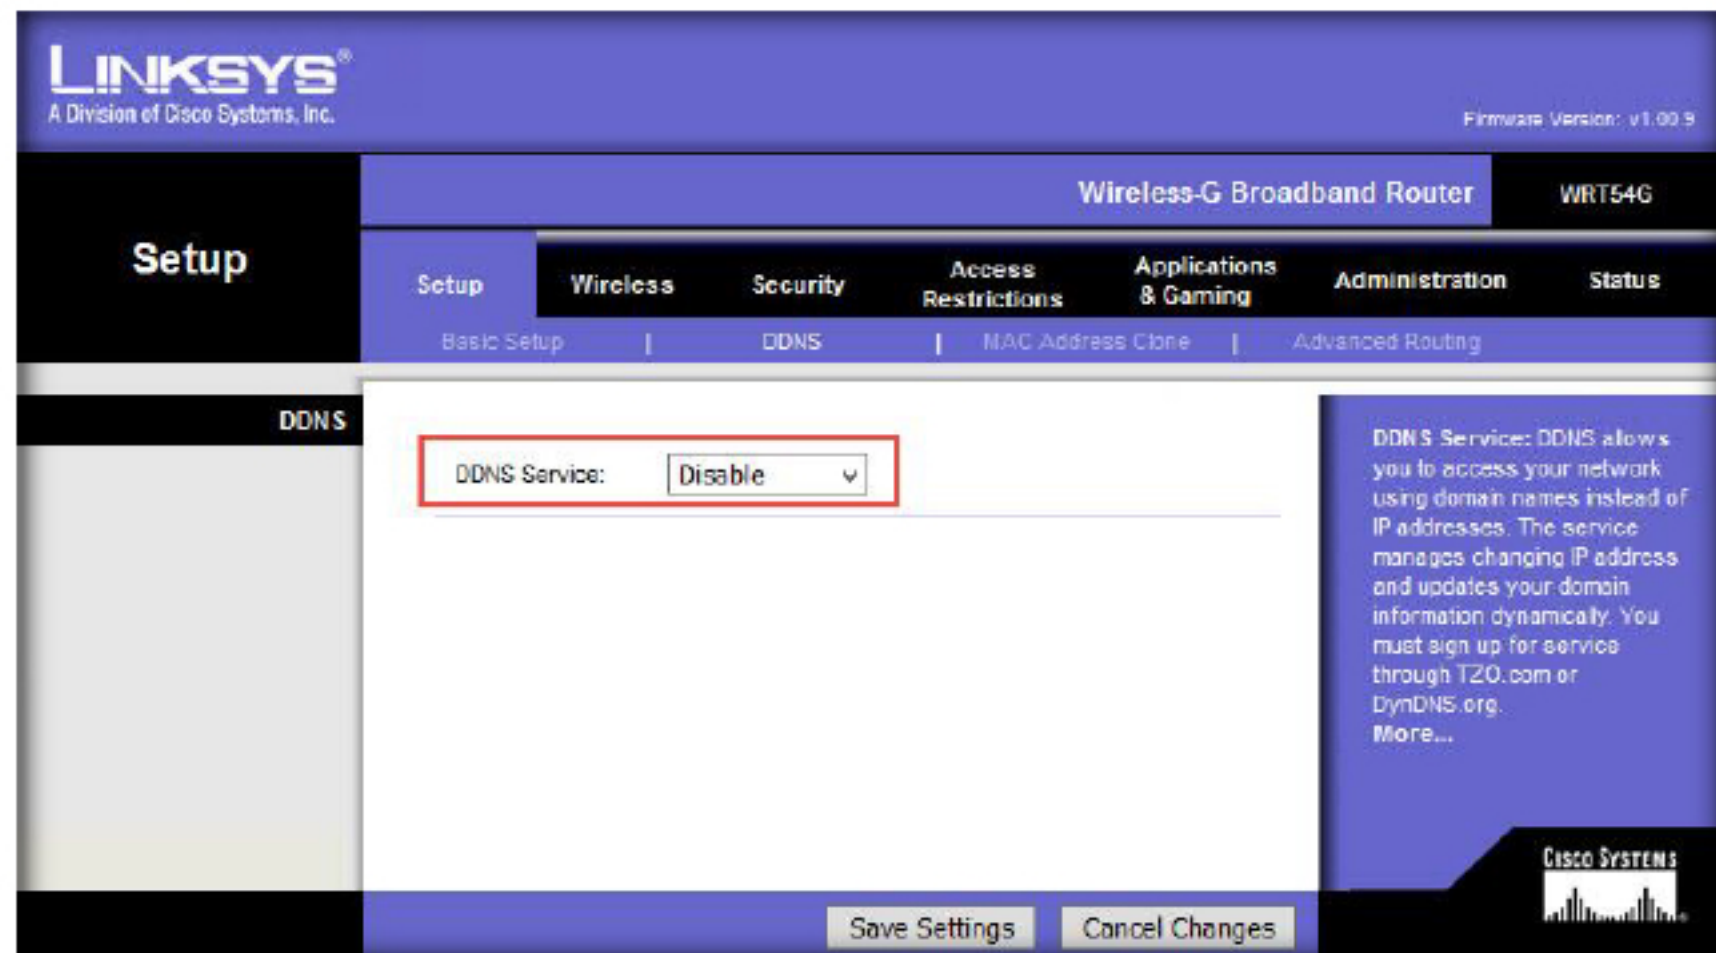 LINKSYS®
A Division of Cisco Systems, Inc.
Firmware Version: v1.00.9
Wireless-G Broadband Router
WRT54G
Setup
Setup
Wireless
Security
Access
Restrictions
Applications
& Gaming
Administration
Status
Basic Setup | DDNS | MAC Address Clone | Advanced Routing
DDNS
DDNS Service: Disable
DDNS Service: DDNS allows
you to access your network
using domain names instead of
IP addresses. The service
manages changing IP address
and updates your domain
information dynamically. You
must sign up for service
through TZO.com or
DynDNS.org.
More...
CISCO SYSTEMS
Save Settings
Cancel Changes